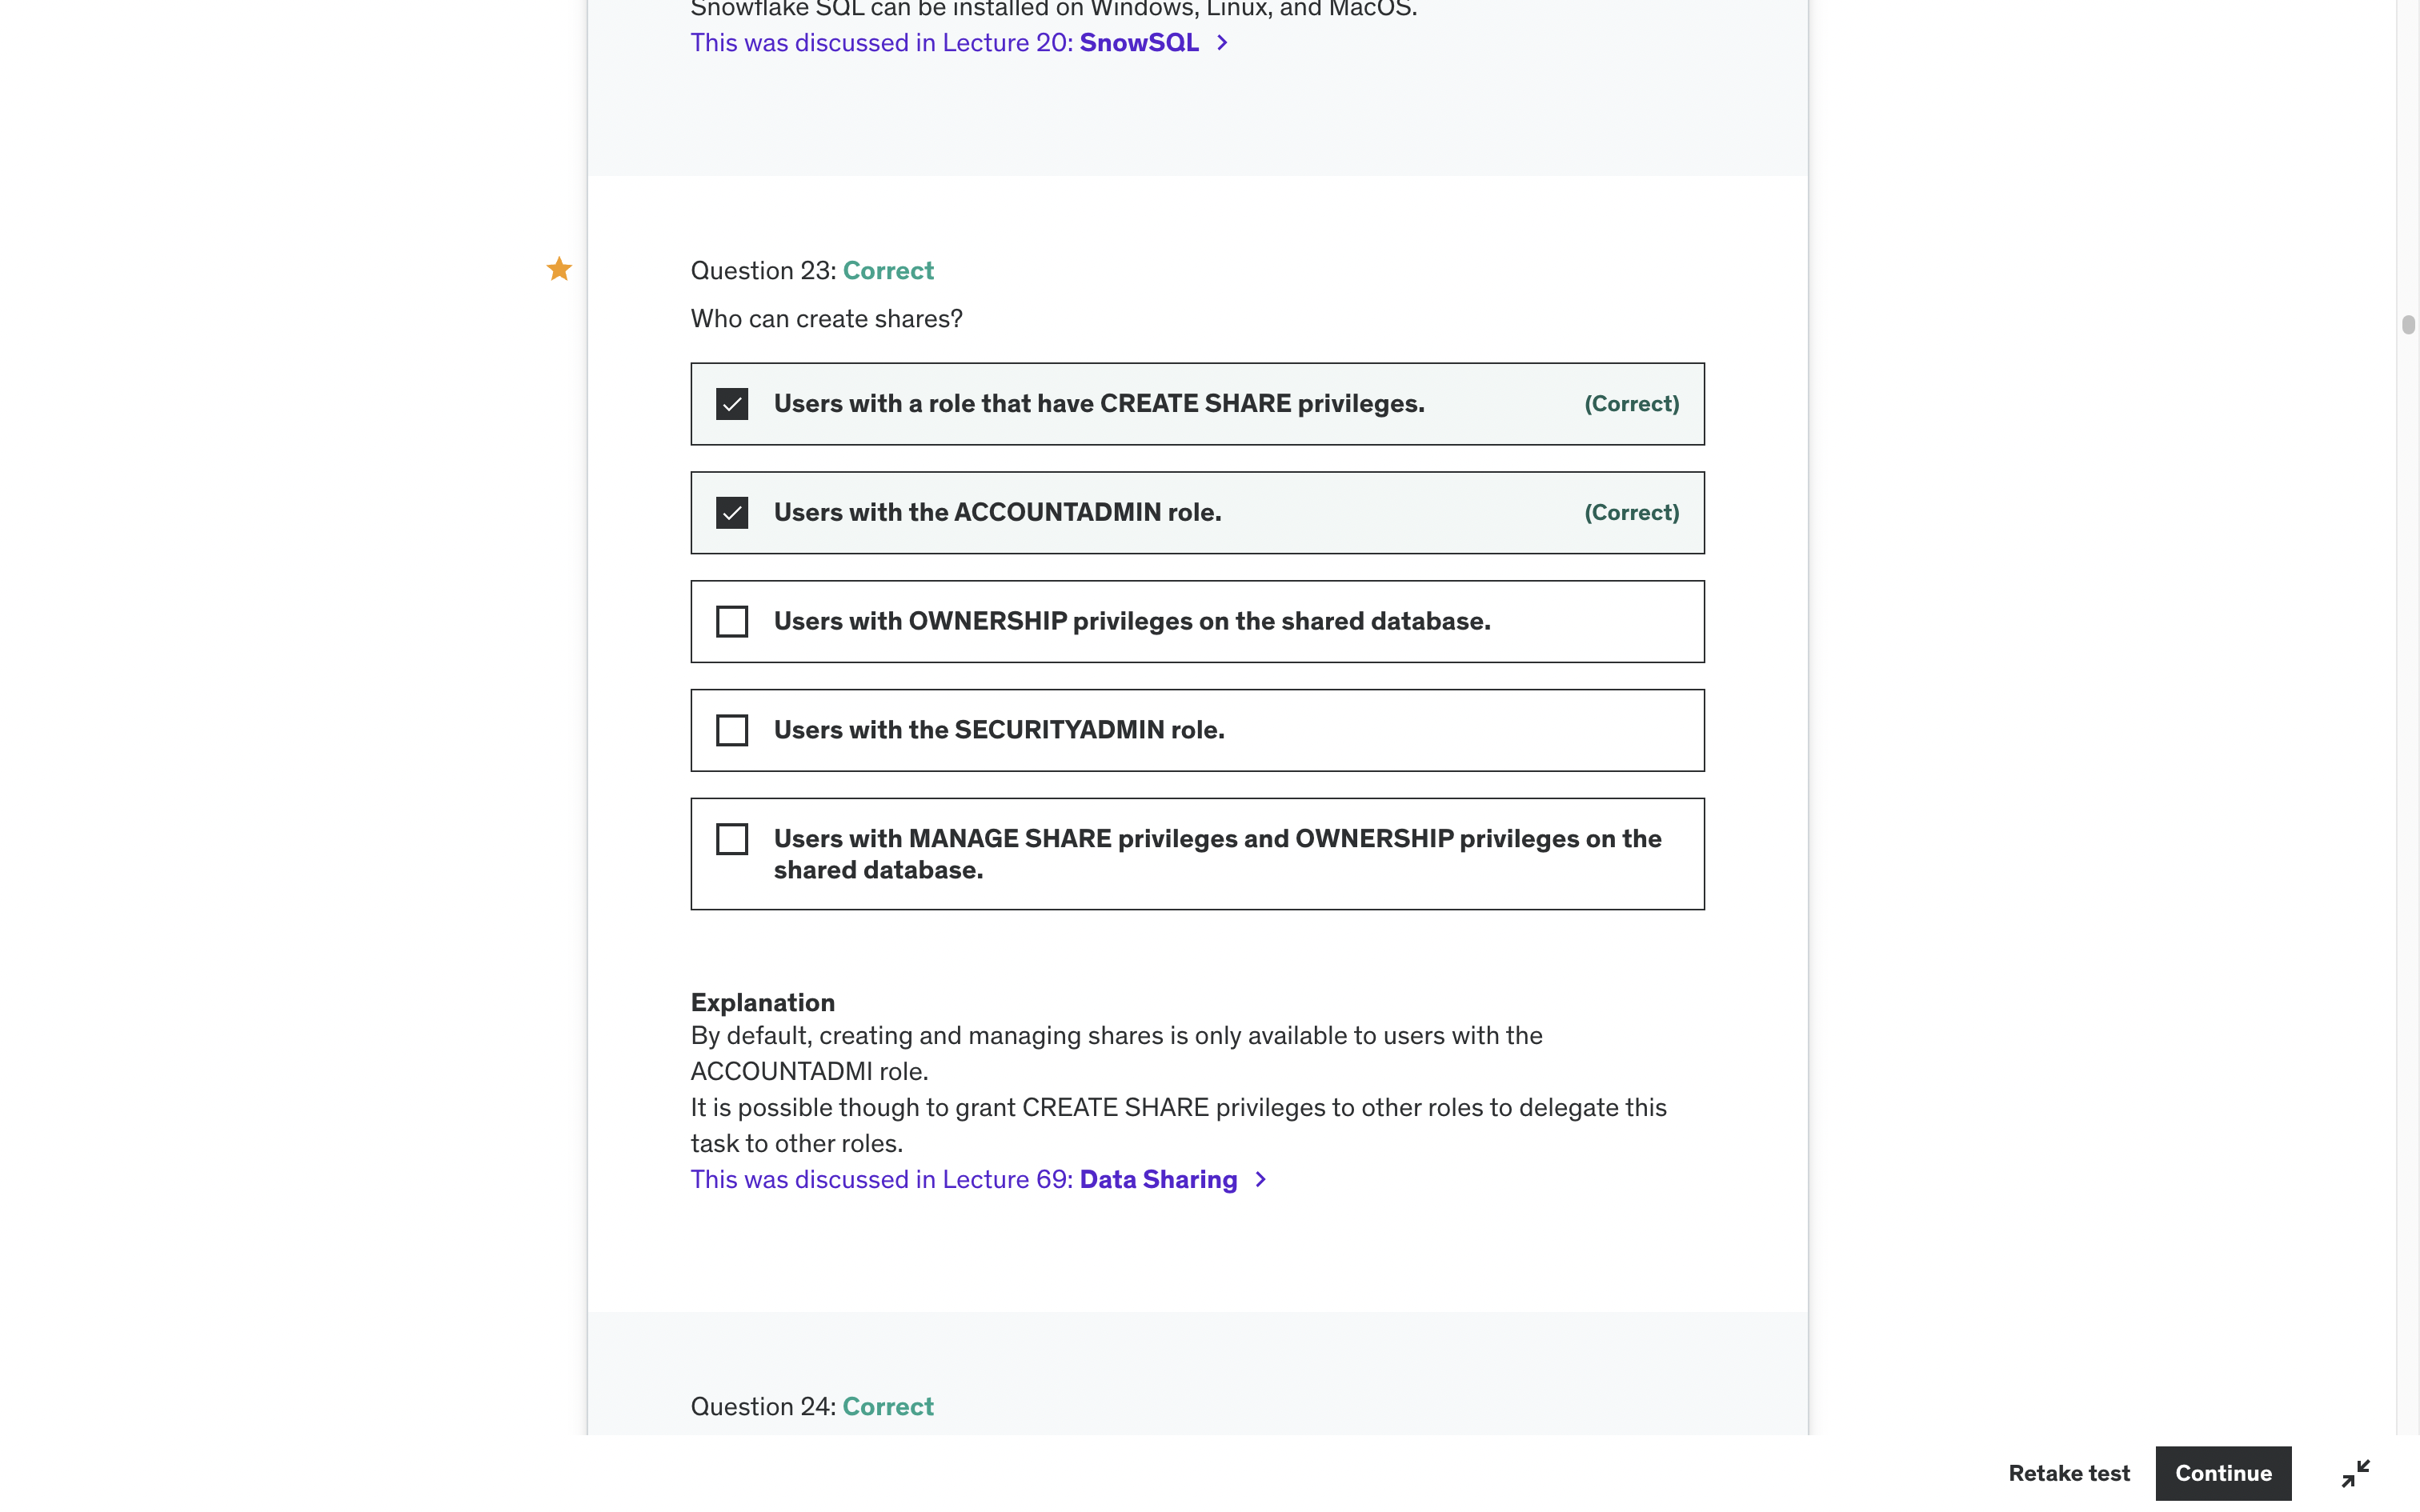 Snowflake SQL can be installed on Windows, Linux, and MacOS.
This was discussed in Lecture 20: SnowSQL >
Question 23: Correct
Who can create shares?
Users with a role that have CREATE SHARE privileges. (Correct)
Users with the ACCOUNTADMIN role. (Correct)
Users with OWNERSHIP privileges on the shared database.
Users with the SECURITYADMIN role.
Users with MANAGE SHARE privileges and OWNERSHIP privileges on the
shared database.
Explanation
By default, creating and managing shares is only available to users with the
ACCOUNTADMI role.
It is possible though to grant CREATE SHARE privileges to other roles to delegate this
task to other roles.
This was discussed in Lecture 69: Data Sharing >
Question 24: Correct
Retake test Continue